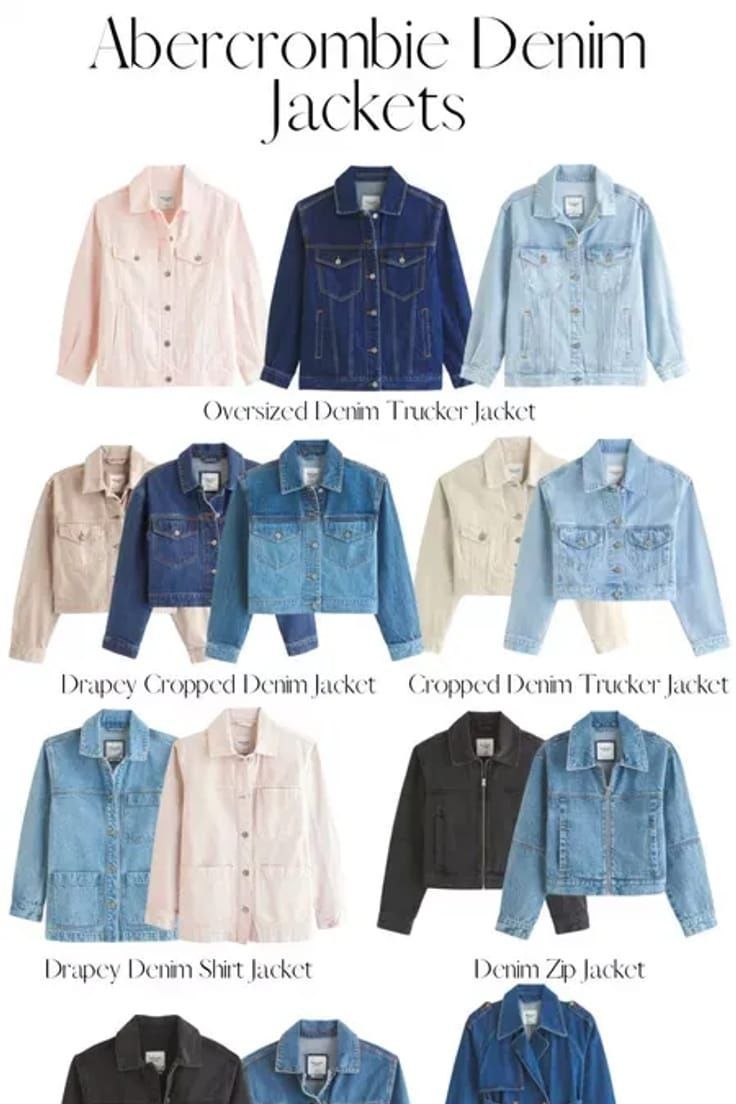 Abercrombie Denim
Jackets
Oversized Denim Trucker Jacket
Drapey Cropped Denim Jacket
Cropped Denim Trucker Jacket
Drapey Denim Shirt Jacket
Denim Zip Jacket